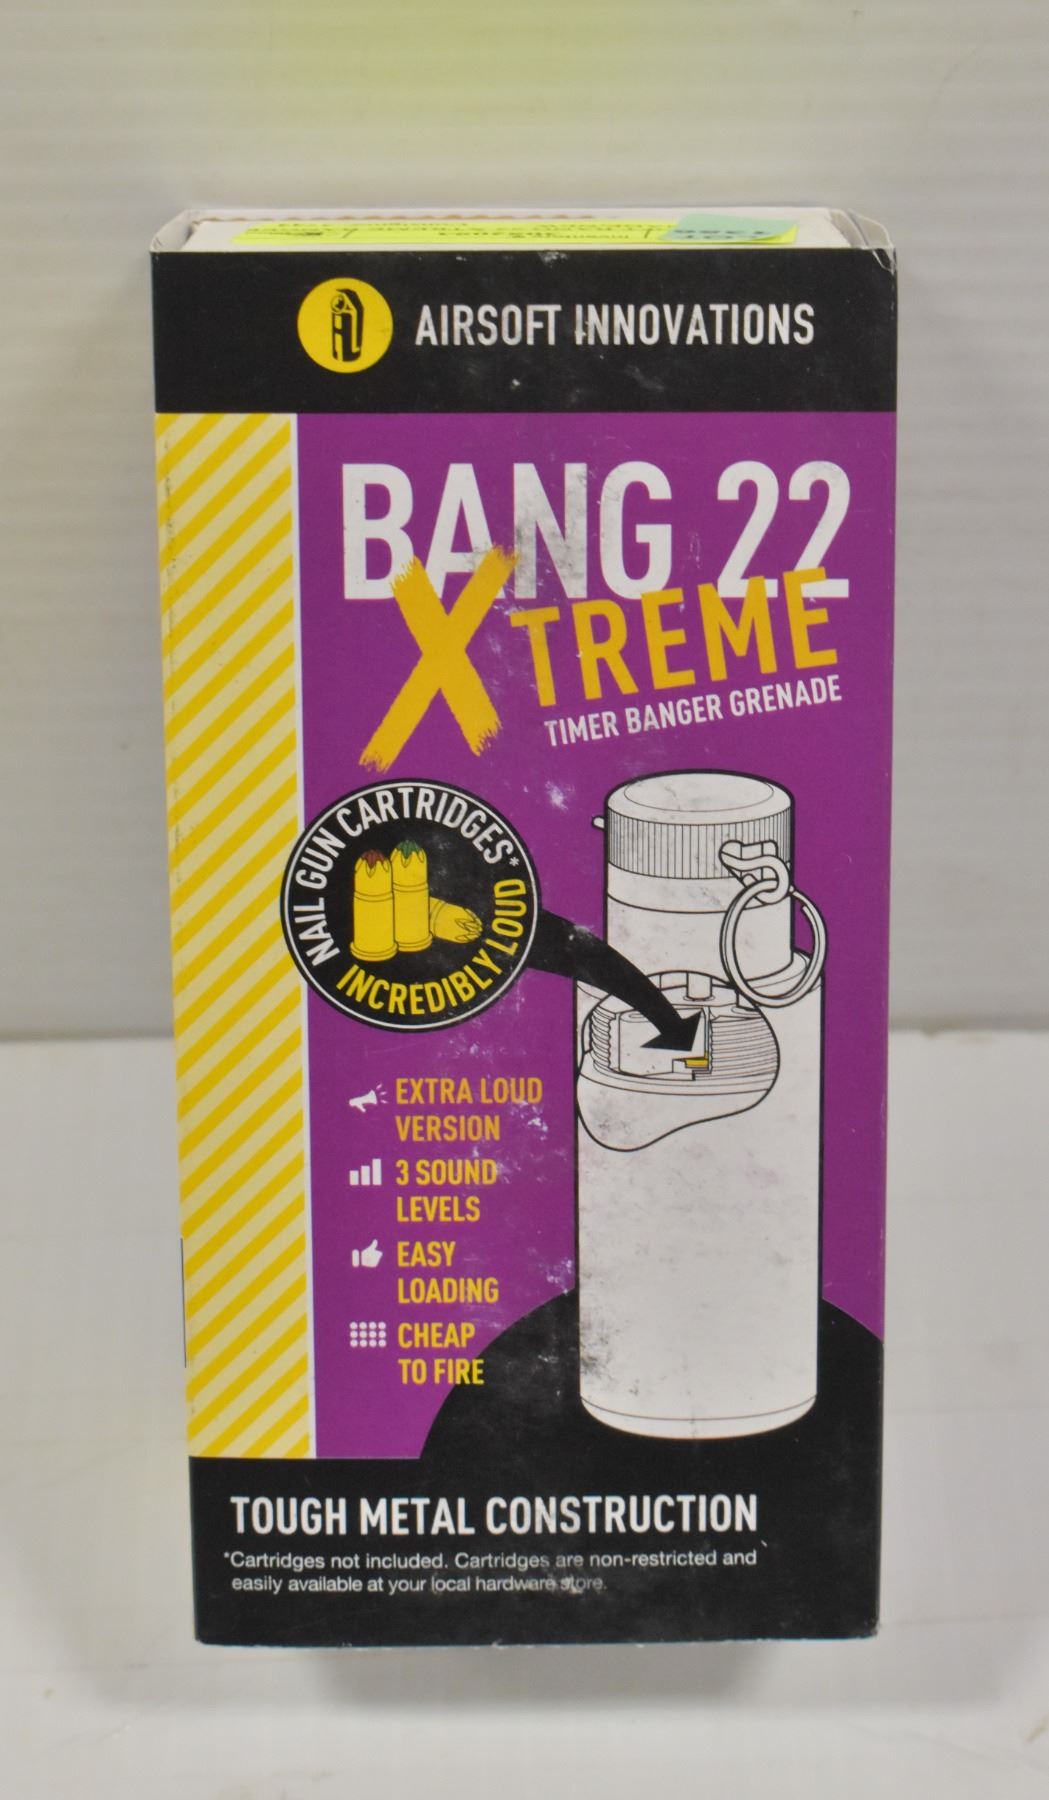 AIRSOFT INNOVATIONS
BANG 22
XTREME
TIMER BANGER GRENADE
NAIL GUN CARTRIDGES*
INCREDIBLY LOUD
EXTRA LOUD
VERSION
3 SOUND
LEVELS
EASY
LOADING
CHEAP
TO FIRE
TOUGH METAL CONSTRUCTION
*Cartridges not included. Cartridges are non-restricted and
easily available at your local hardware store.